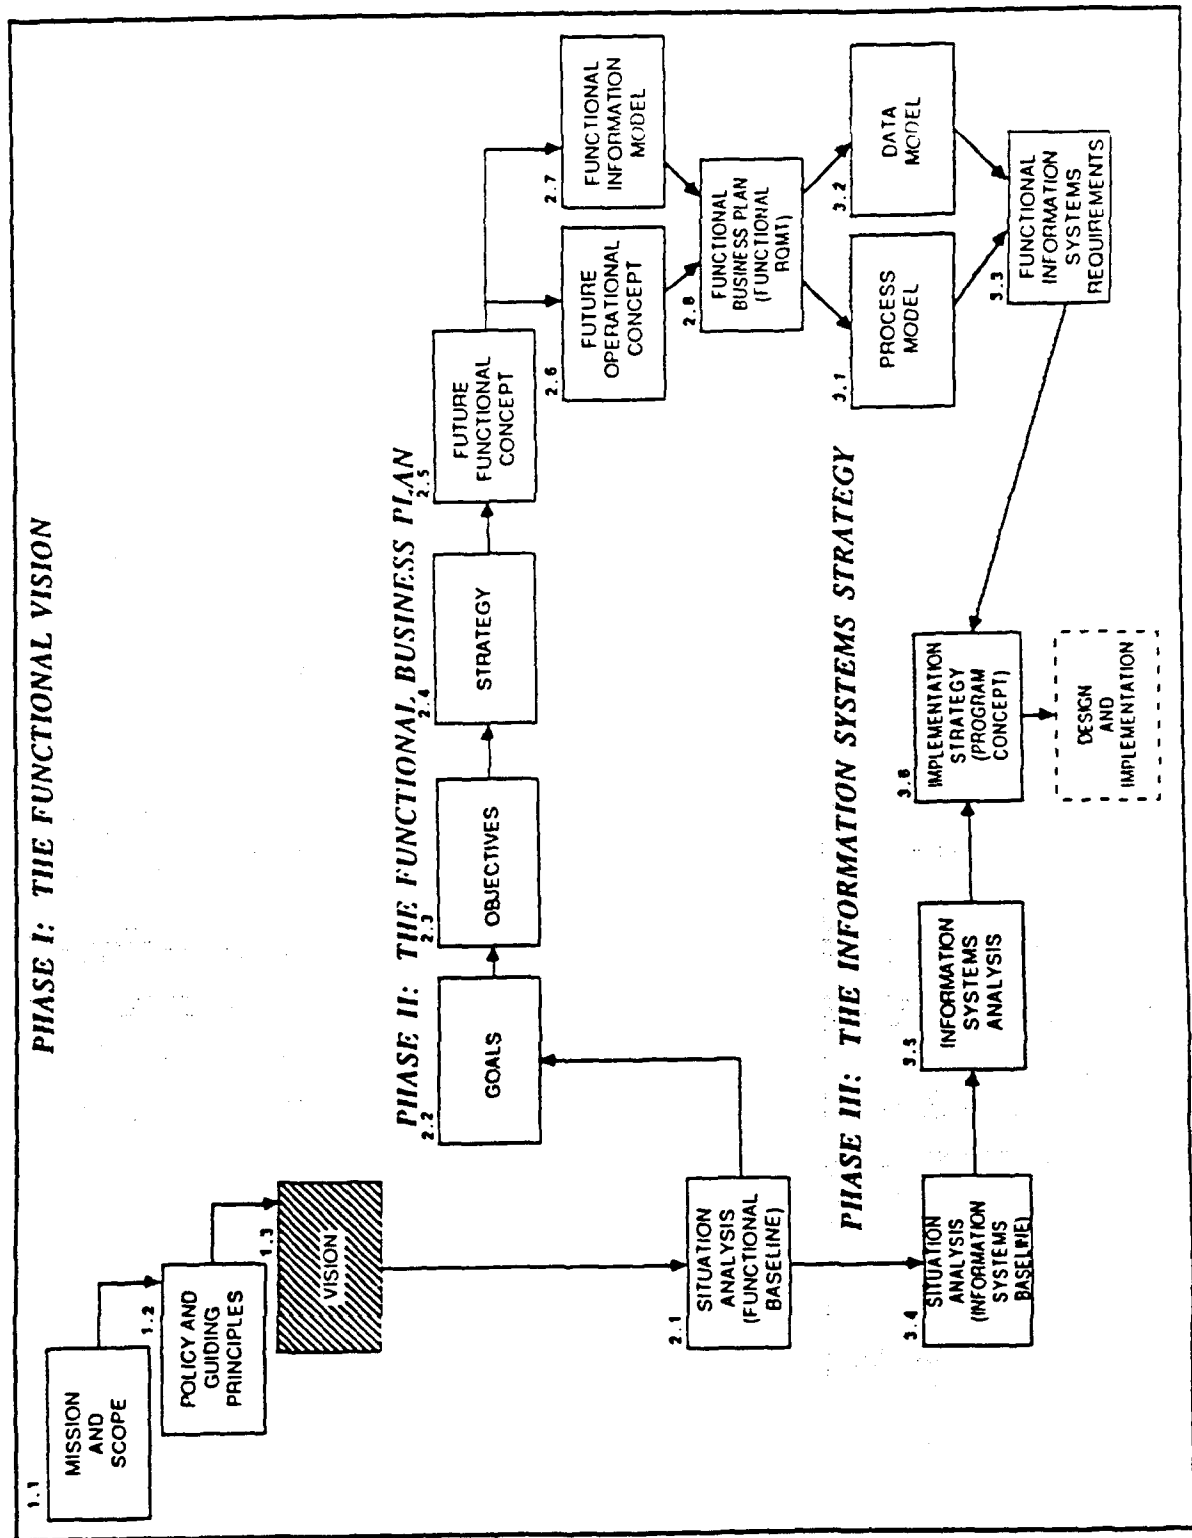 PHASE I: THE FUNCTIONAL VISION
1.1
MISSION
AND
SCOPE
1.2
POLICY AND
GUIDING
PRINCIPLES
1.3
VISION
PHASE II: THE FUNCTIONAL BUSINESS PLAN
2.1
SITUATION
ANALYSIS
(FUNCTIONAL
BASELINE)
2.2
GOALS
2.3
OBJECTIVES
2.4
STRATEGY
2.5
FUTURE
FUNCTIONAL
CONCEPT
2.6
FUTURE
OPERATIONAL
CONCEPT
2.7
FUNCTIONAL
INFORMATION
MODEL
2.8
FUNCTIONAL
BUSINESS PLAN
(FUNCTIONAL
RQMT)
PHASE III: THE INFORMATION SYSTEMS STRATEGY
3.1
PROCESS
MODEL
3.2
DATA
MODEL
3.3
FUNCTIONAL
INFORMATION
SYSTEMS
REQUIREMENTS
3.4
SITUATION
ANALYSIS
(INFORMATION
SYSTEMS
BASELINE)
3.5
INFORMATION
SYSTEMS
ANALYSIS
3.6
IMPLEMENTATION
STRATEGY
(PROGRAM
CONCEPT)
DESIGN
AND
IMPLEMENTATION